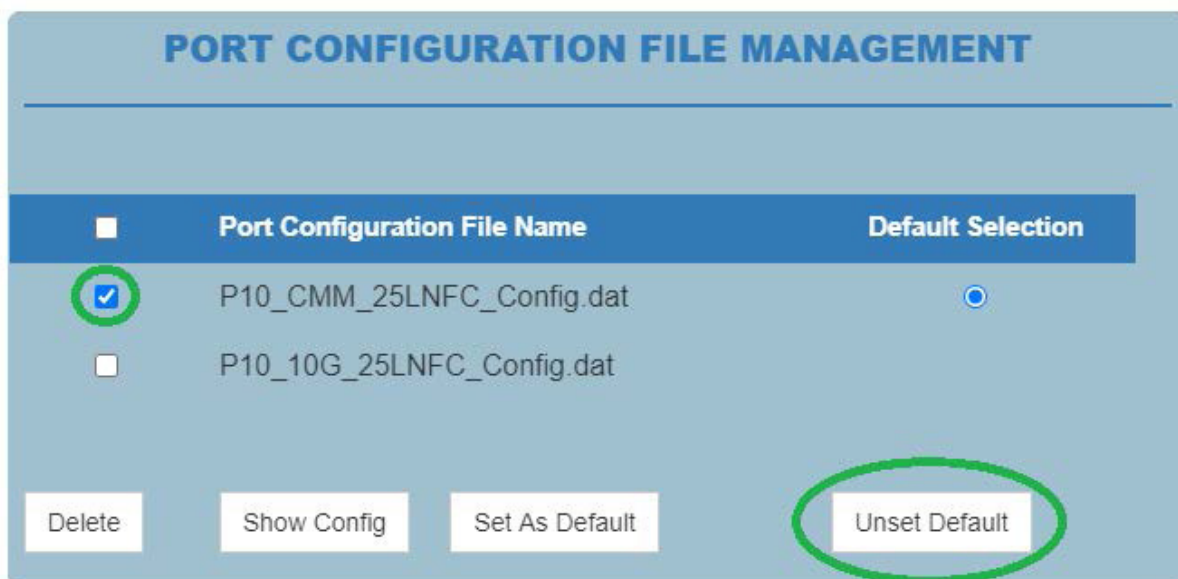 PORT CONFIGURATION FILE MANAGEMENT
Port Configuration File Name Default Selection
P10_CMM_25LNFC_Config.dat
P10_10G_25LNFC_Config.dat
Delete Show Config Set As Default Unset Default